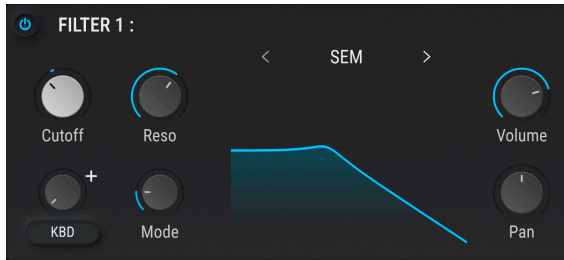 FILTER 1 :
< SEM >
Cutoff
Reso
Volume
+
KBD
Mode
Pan